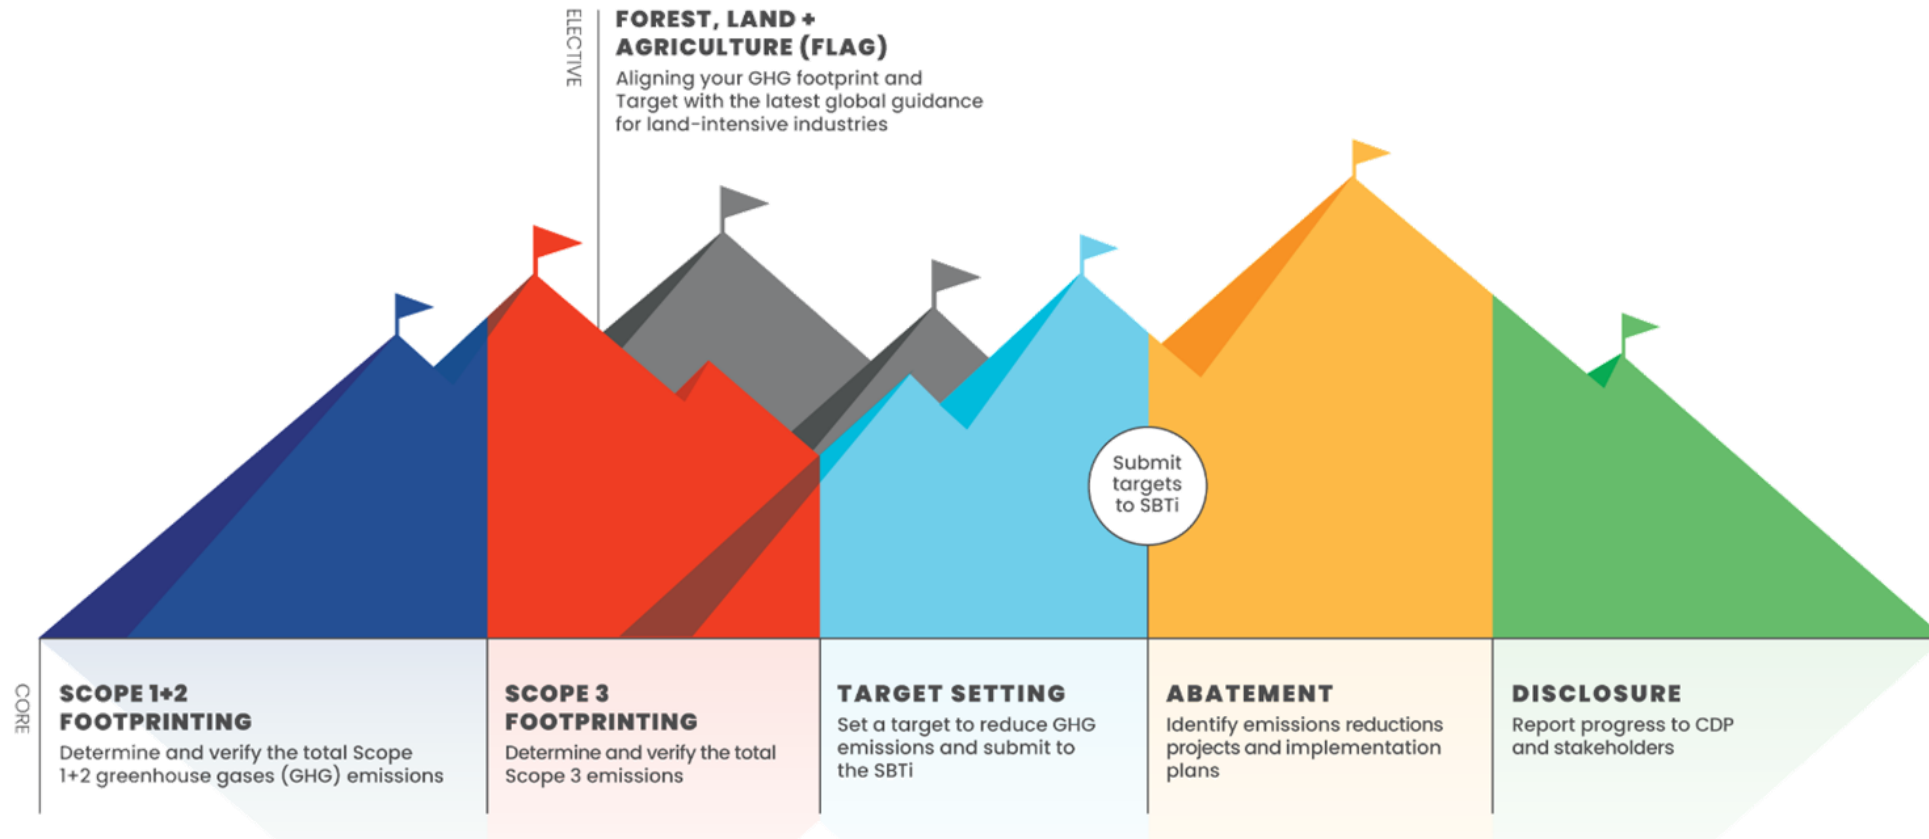 ELECTIVE
FOREST, LAND +
AGRICULTURE (FLAG)
Aligning your GHG footprint and
Target with the latest global guidance
for land-intensive industries
Submit
targets
to SBTi
CORE
SCOPE 1+2
FOOTPRINTING
Determine and verify the total Scope
1+2 greenhouse gases (GHG) emissions
SCOPE 3
FOOTPRINTING
Determine and verify the total
Scope 3 emissions
TARGET SETTING
Set a target to reduce GHG
emissions and submit to
the SBTi
ABATEMENT
Identify emissions reductions
projects and implementation
plans
DISCLOSURE
Report progress to CDP
and stakeholders